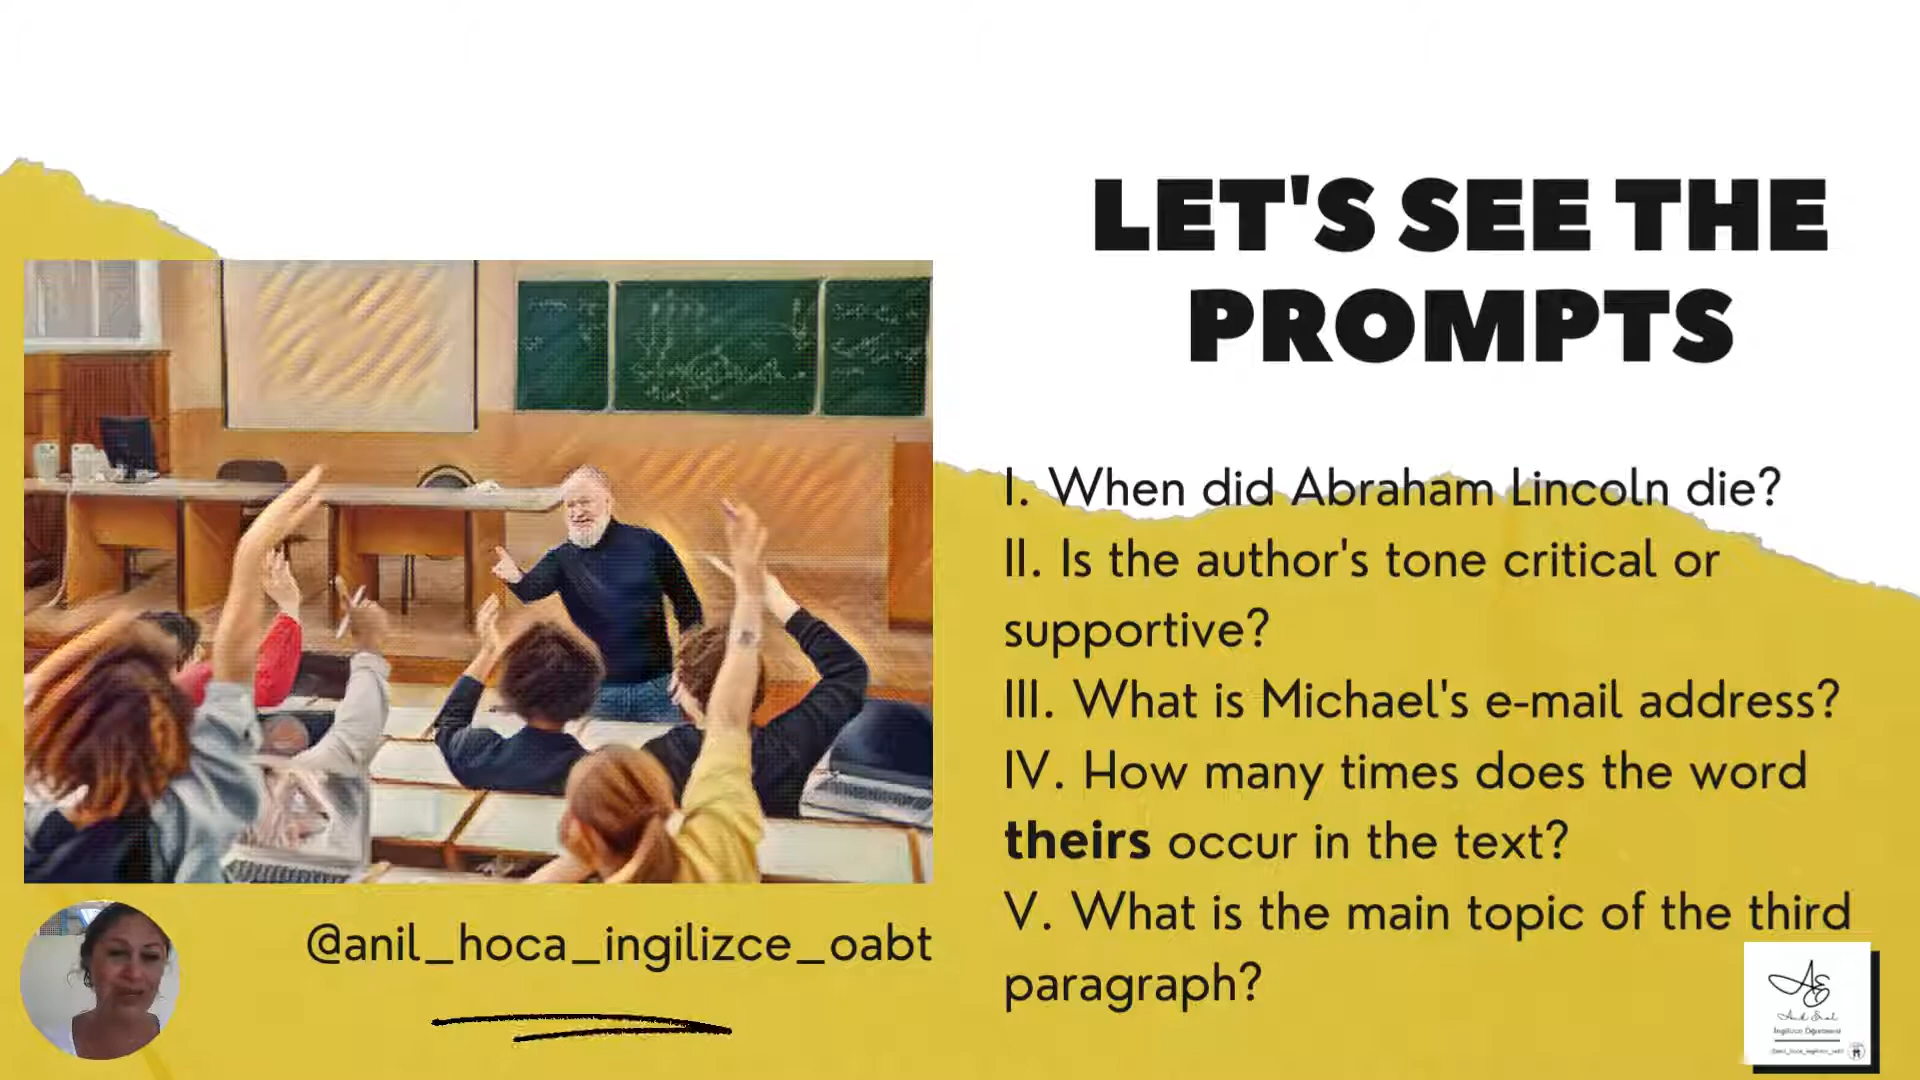 LET'S SEE THE
PROMPTS
I. When did Abraham Lincoln die?
II. Is the author's tone critical or
supportive?
III. What is Michael's e-mail address?
IV. How many times does the word
theirs occur in the text?
V. What is the main topic of the third
paragraph?
@anil_hoca_ingilizce_oabt